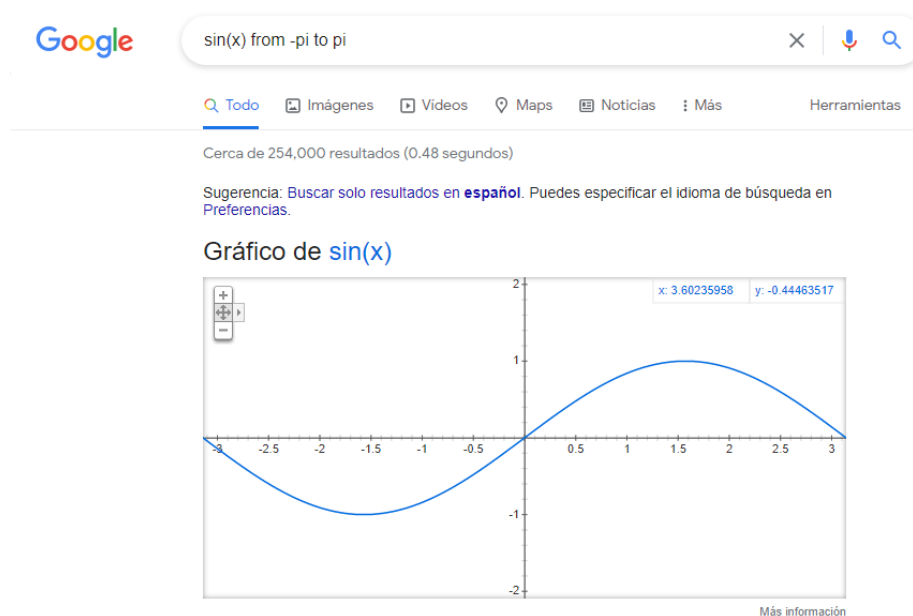 Google
sin(x) from -pi to pi
Todo Imágenes Videos Maps Noticias Más Herramientas
Cerca de 254,000 resultados (0.48 segundos)
Sugerencia: Buscar solo resultados en español. Puedes especificar el idioma de búsqueda en
Preferencias.
Gráfico de sin(x)
x: 3.60235958 y: -0.44463517
2
1
-3 -2.5 -2 -1.5 -1 -0.5 0.5 1 1.5 2 2.5 3
-1
-2
Más información